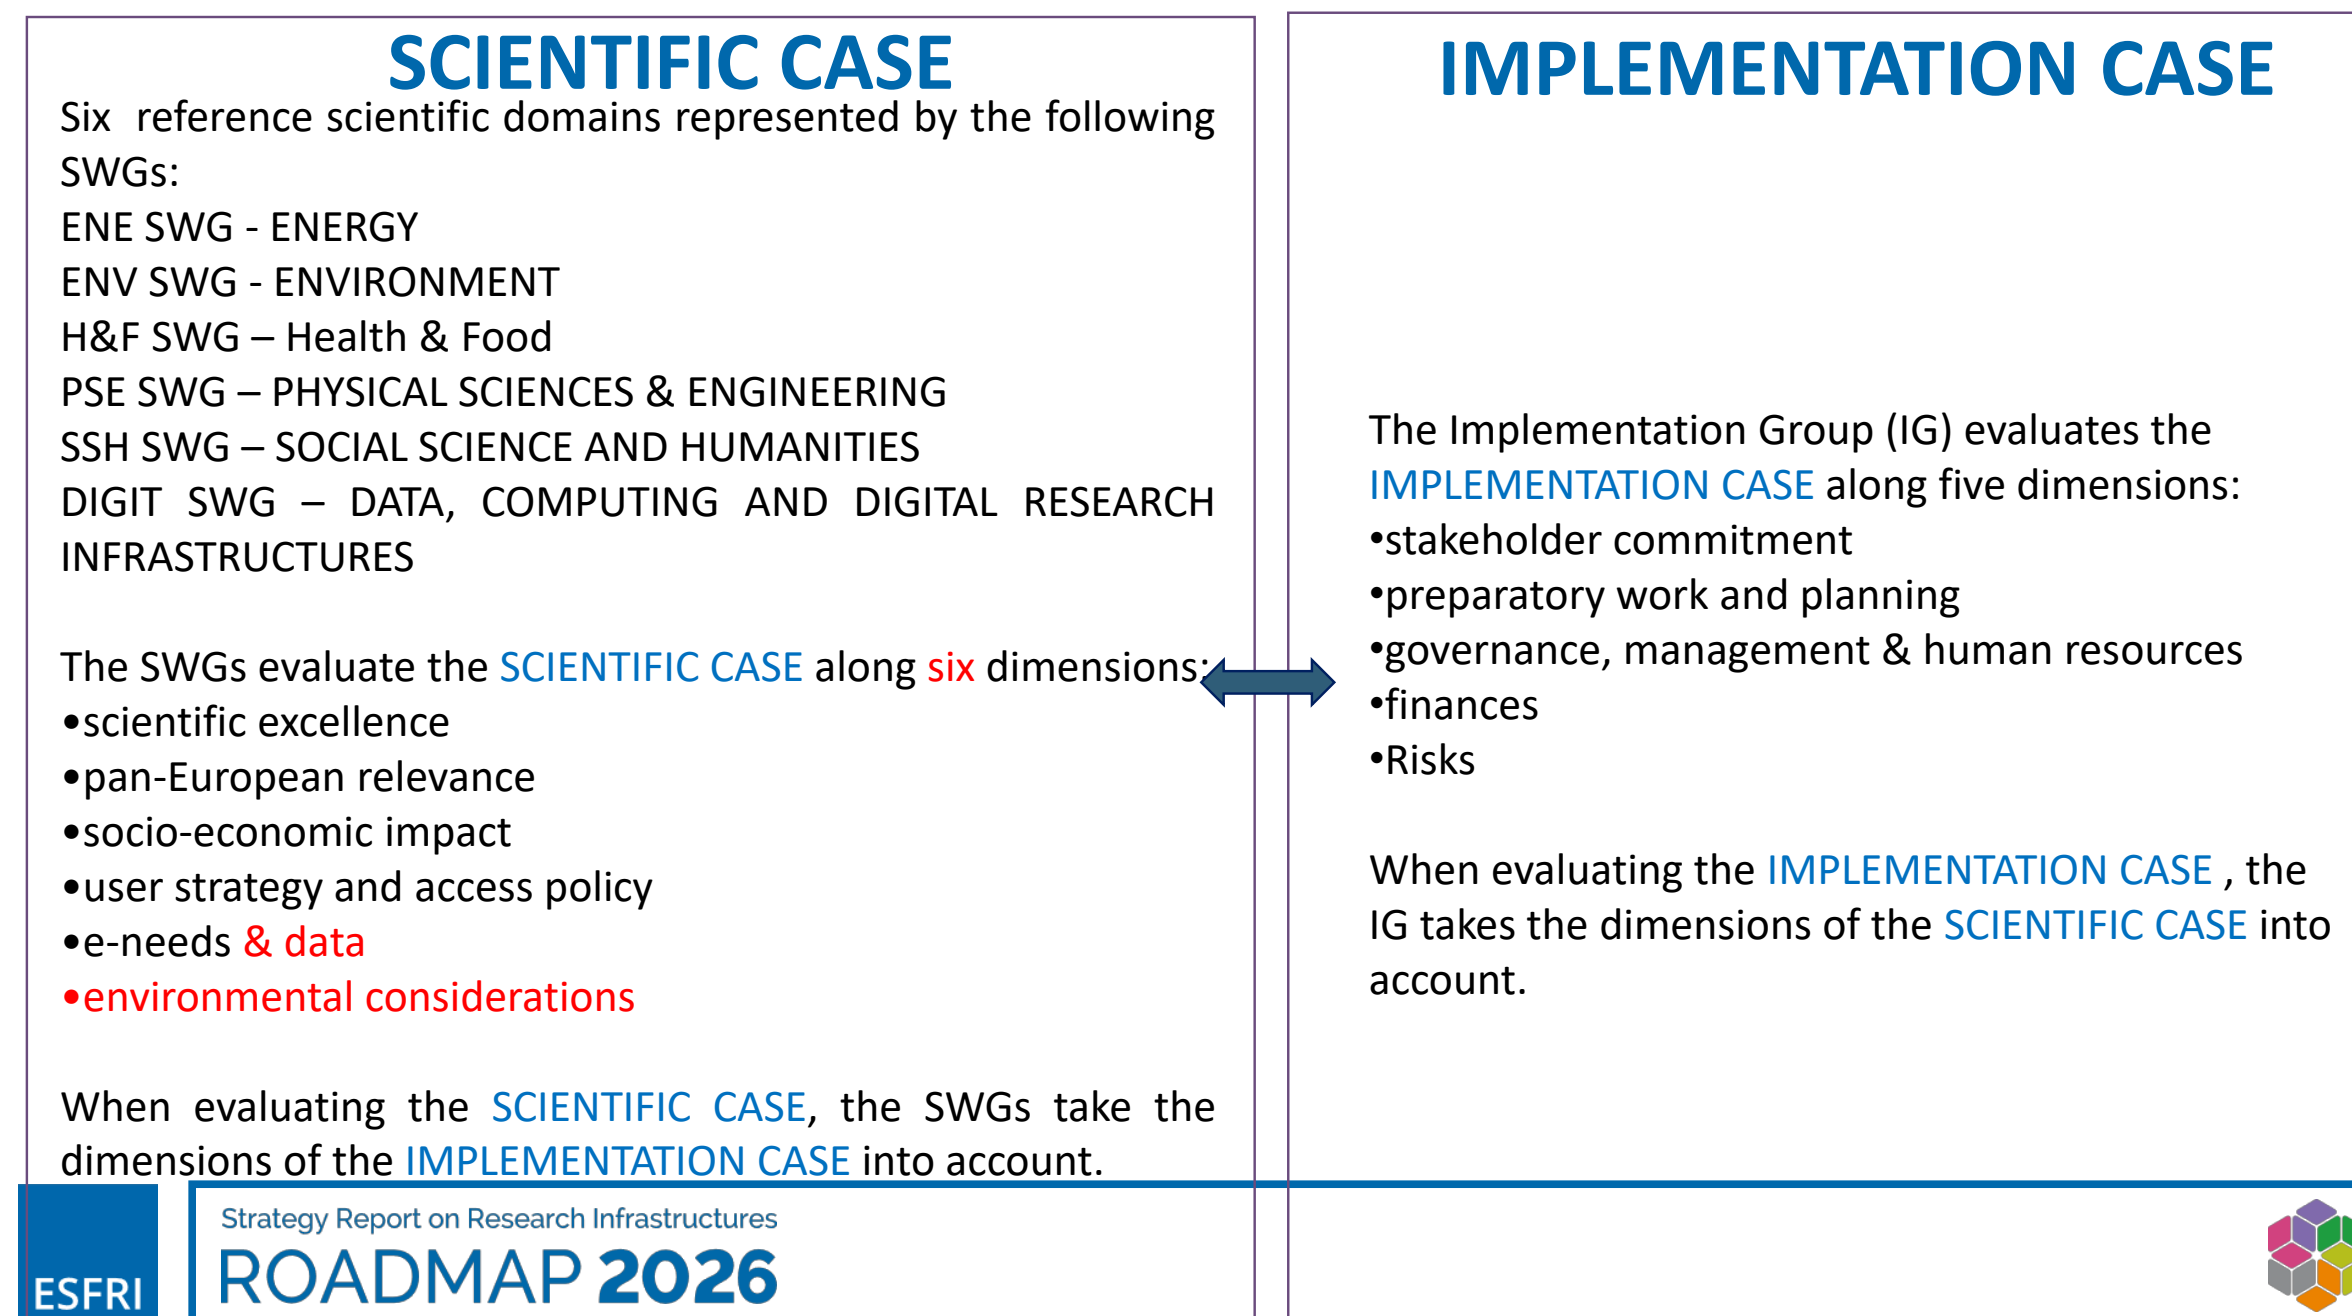 SCIENTIFIC CASE
Six reference scientific domains represented by the following
SWGs:
ENE SWG - ENERGY
ENV SWG - ENVIRONMENT
H&F SWG – Health & Food
PSE SWG – PHYSICAL SCIENCES & ENGINEERING
SSH SWG – SOCIAL SCIENCE AND HUMANITIES
DIGIT SWG – DATA, COMPUTING AND DIGITAL RESEARCH
INFRASTRUCTURES
The SWGs evaluate the SCIENTIFIC CASE along six dimensions:
•scientific excellence
•pan-European relevance
•socio-economic impact
•user strategy and access policy
•e-needs & data
•environmental considerations
When evaluating the SCIENTIFIC CASE, the SWGs take the
dimensions of the IMPLEMENTATION CASE into account.
IMPLEMENTATION CASE
The Implementation Group (IG) evaluates the
IMPLEMENTATION CASE along five dimensions:
•stakeholder commitment
•preparatory work and planning
•governance, management & human resources
•finances
•Risks
When evaluating the IMPLEMENTATION CASE , the
IG takes the dimensions of the SCIENTIFIC CASE into
account.
ESFRI
Strategy Report on Research Infrastructures
ROADMAP 2026